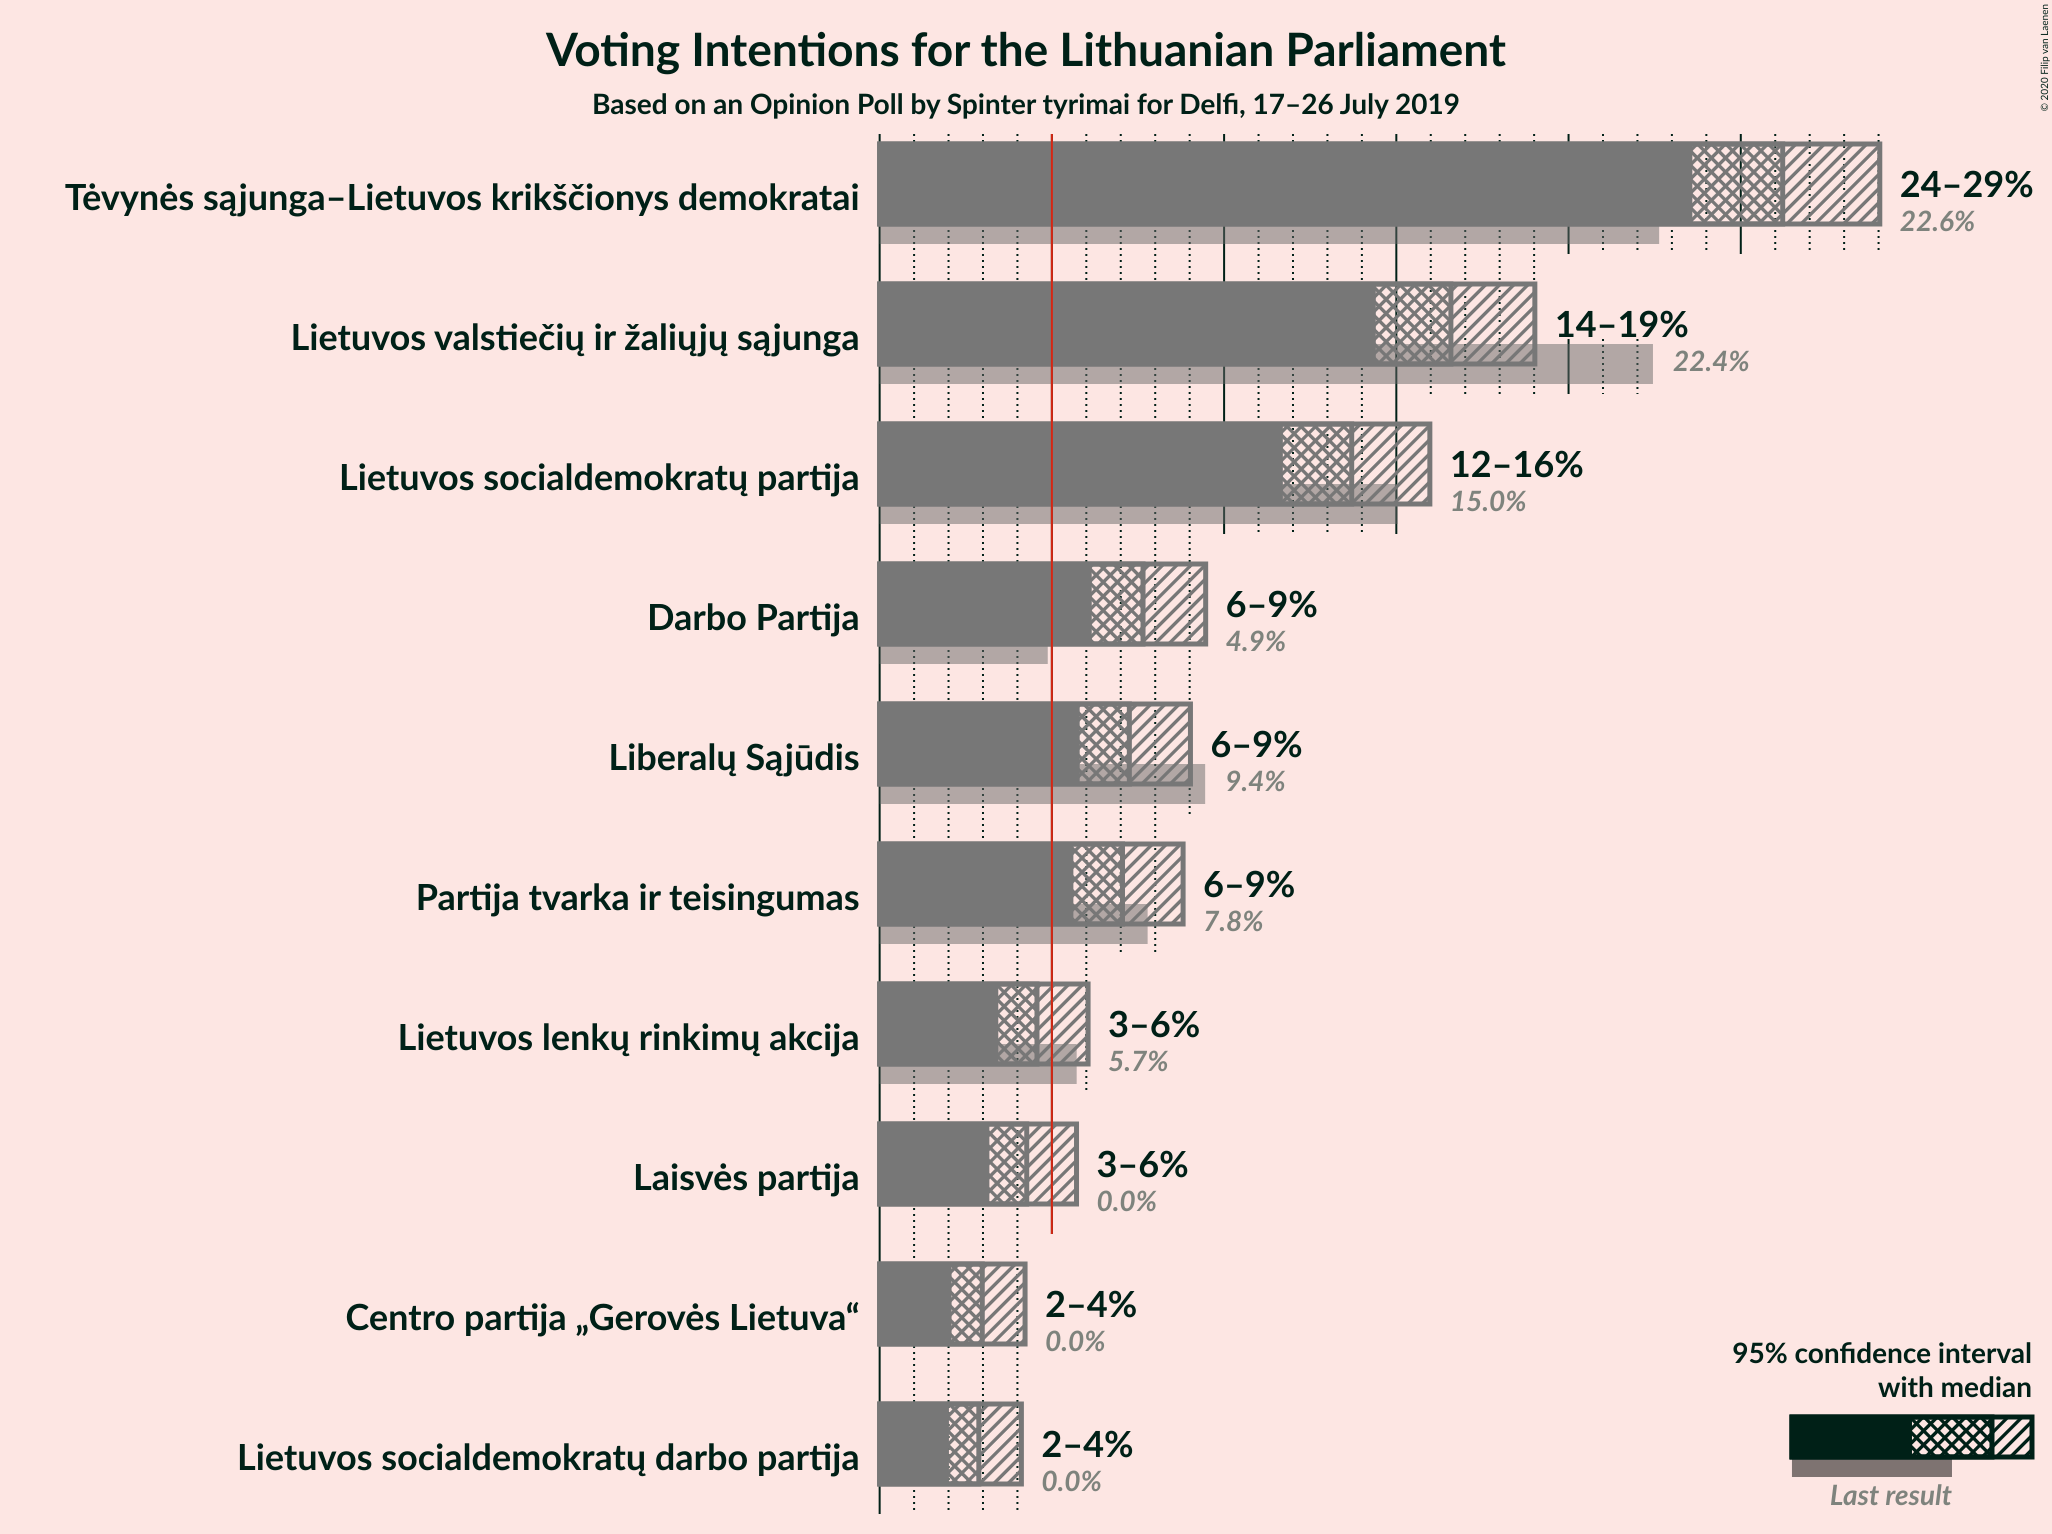 Voting Intentions for the Lithuanian Parliament
Based on an Opinion Poll by Spinter tyrimai for Delfi, 17–26 July 2019
© 2020 Filip van Laenen
Tėvynės sąjunga–Lietuvos krikščionys demokratai
24–29%
22.6%
Lietuvos valstiečių ir žaliųjų sąjunga
14–19%
22.4%
Lietuvos socialdemokratų partija
12–16%
15.0%
Darbo Partija
6–9%
4.9%
Liberalų Sąjūdis
6–9%
9.4%
Partija tvarka ir teisingumas
6–9%
7.8%
Lietuvos lenkų rinkimų akcija
3–6%
5.7%
Laisvės partija
3–6%
0.0%
Centro partija „Gerovės Lietuva“
2–4%
0.0%
Lietuvos socialdemokratų darbo partija
2–4%
0.0%
95% confidence interval
with median
Last result